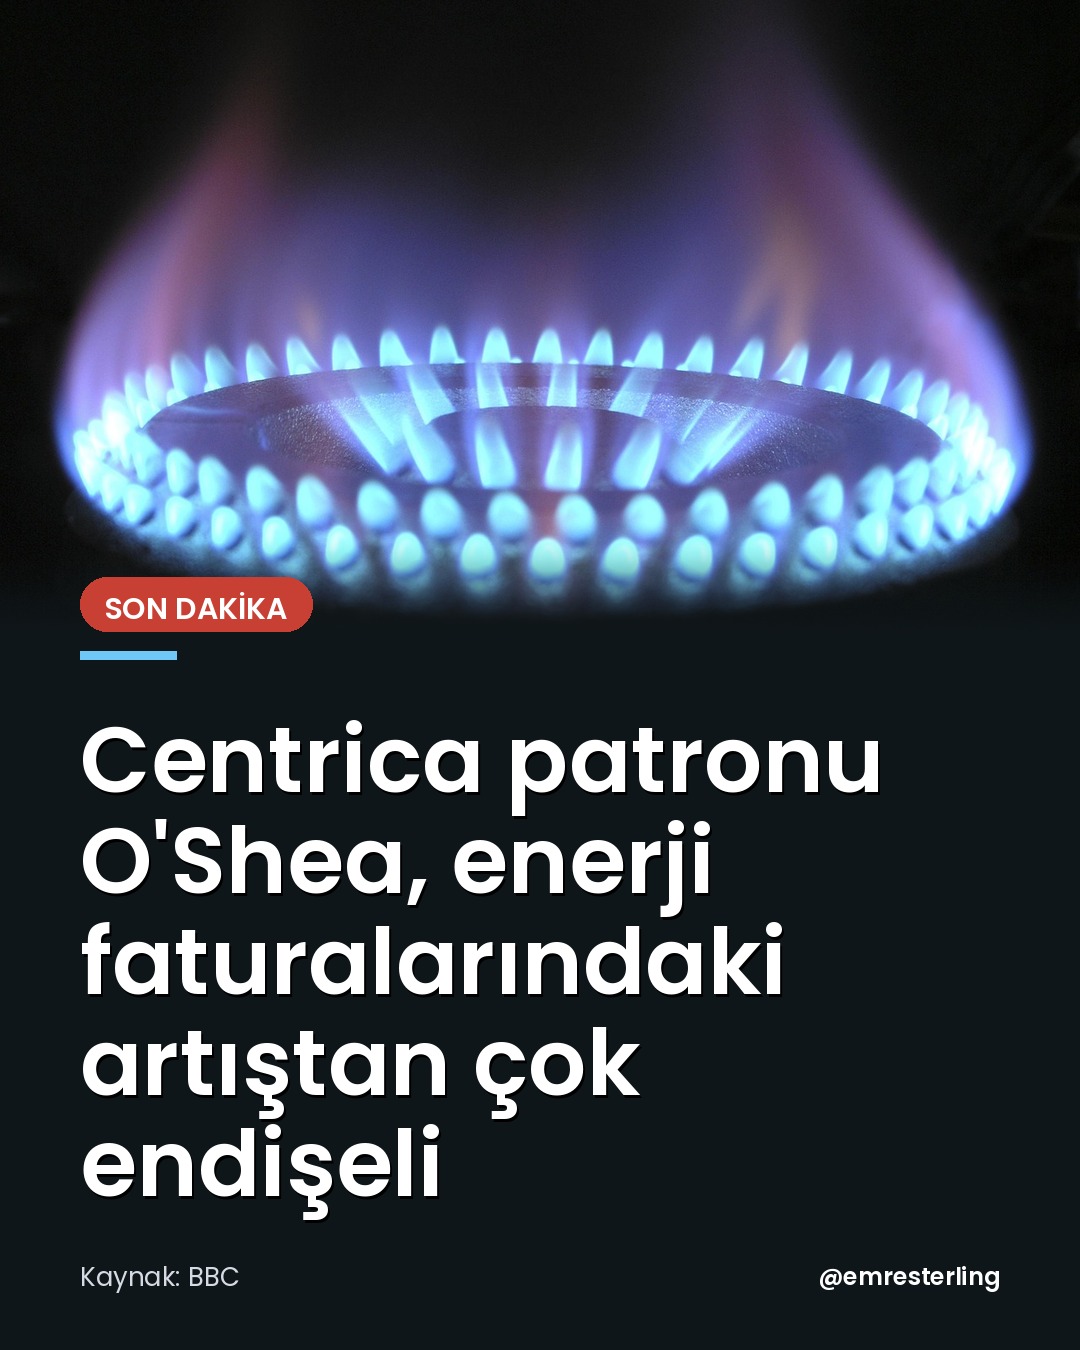 SON DAKİKA
Centrica patronu
O'Shea, enerji
faturalarındaki
artıştan çok
endişeli
Kaynak: BBC
@emresterling